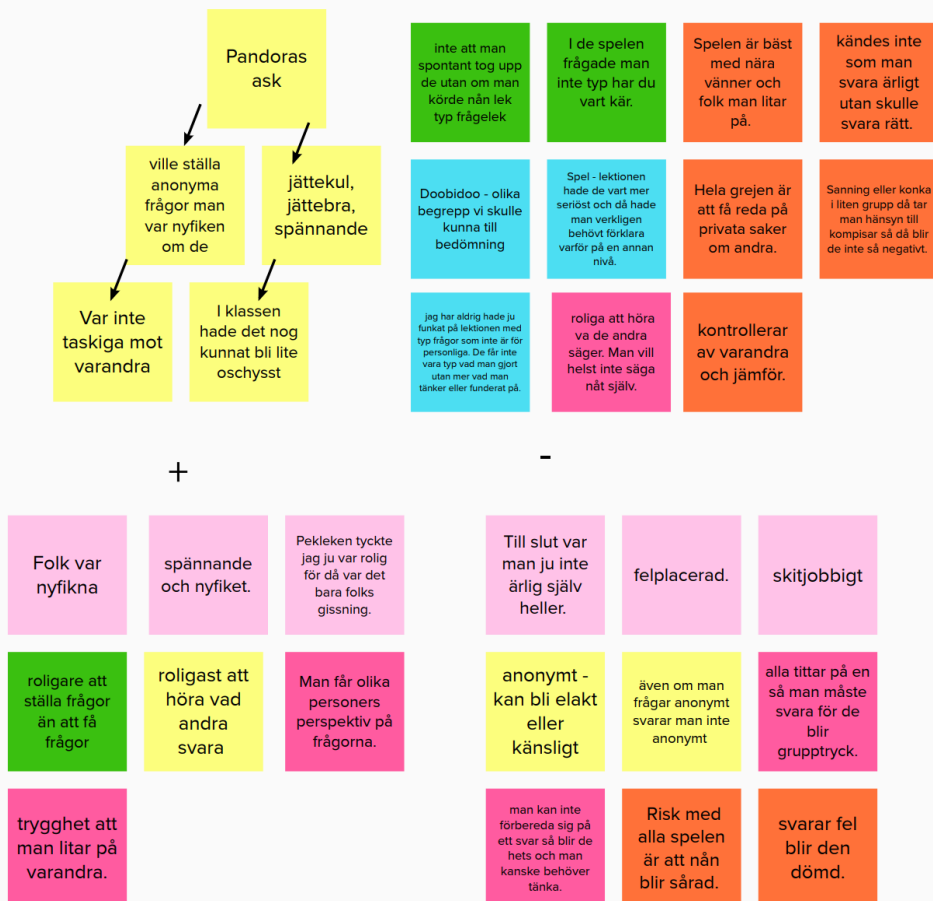 Pandoras
ask
ville ställa
anonyma
frågor man
var nyfiken
om de
jättekul,
jättebra,
spännande
Var inte
taskiga mot
varandra
I klassen
hade det nog
kunnat bli lite
oschysst
inte att man
spontant tog upp
de utan om man
körde nån lek
typ frågelek
I de spelen
frågade man
inte typ har du
vart kär.
Spelen är bäst
med nära
vänner och
folk man litar
på.
kändes inte
som man
svara ärligt
utan skulle
svara rätt.
Doobidoo - olika
begrepp vi skulle
kunna till
bedömning
Spel - lektionen
hade de vart mer
seriöst och då hade
man verkligen
behövt förklara
varför på en annan
nivå.
Hela grejen är
att få reda på
privata saker
om andra.
Sanning eller konka
i liten grupp då tar
man hänsyn till
kompisar så då blir
de inte så negativt.
jag har aldrig hade ju
funkat på lektionen med
typ frågor som inte är för
personliga. De får inte
vara typ vad man gjort
utan mer vad man
tänker eller funderat på.
roliga att höra
va de andra
säger. Man vill
helst inte säga
nåt själv.
kontrollerar
av varandra
och jämför.
+
-
Folk var
nyfikna
spännande
och nyfiket.
Pekleken tyckte
jag ju var rolig
för då var det
bara folks
gissning.
Till slut var
man ju inte
ärlig själv
heller.
felplacerad.
skitjobbigt
roligare att
ställa frågor
än att få
frågor
roligast att
höra vad
andra
svara
Man får olika
personers
perspektiv på
frågorna.
anonymt -
kan bli elakt
eller
känsligt
även om man
frågar anonymt
svarar man inte
anonymt
alla tittar på en
så man måste
svara för de
blir
grupptryck.
trygghet att
man litar på
varandra.
man kan inte
förbereda sig på
ett svar så blir de
hets och man
kanske behöver
tänka.
Risk med
alla spelen
är att nån
blir sårad.
svarar fel
blir den
dömd.